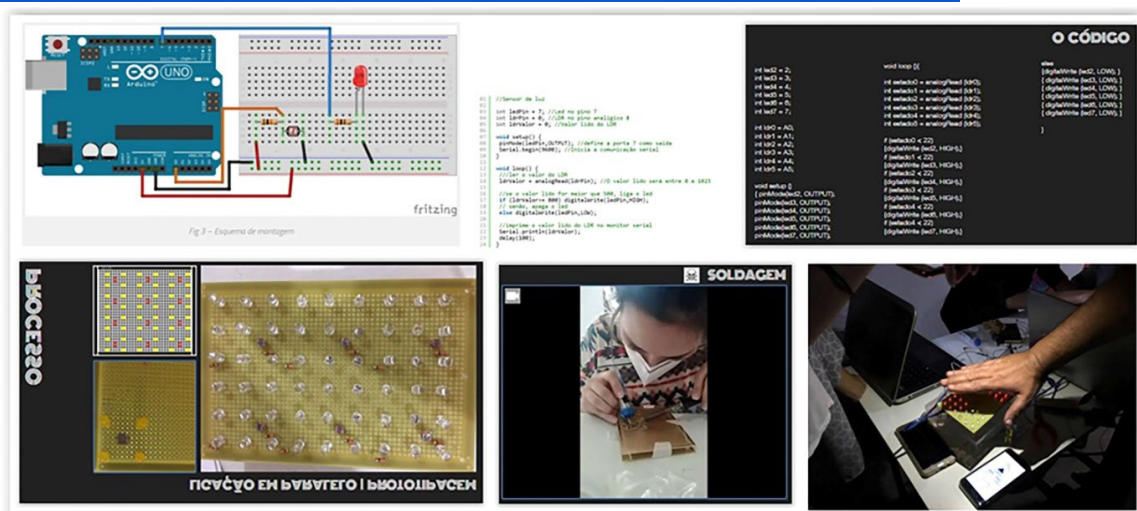 Arduino
UNO
fritzing
Fig 3 – Esquema de montagem
//Sensor de luz
int ledPin = 7; //Led no pino 7
int ldrPin = 0; //LDR no pino analógico 0
int ldrValor = 0; //Valor lido do LDR
void setup() {
pinMode(ledPin,OUTPUT); //define a porta 7 como saída
Serial.begin(9600); //Inicia a comunicação serial
}
void loop() {
///ler o valor do LDR
ldrValor = analogRead(ldrPin); //O valor lido será entre 0 e 1023
//se o valor lido for maior que 500, liga o led
if (ldrValor>= 800) digitalWrite(ledPin,HIGH);
// senão, apaga o led
else digitalWrite(ledPin,LOW);
//imprime o valor lido do LDR no monitor serial
Serial.println(ldrValor);
delay(100);
}
O CÓDIGO
int led2 = 2;
int led3 = 3;
int led4 = 4;
int led5 = 5;
int led6 = 6;
int led7 = 7;
int ldr0 = A0;
int ldr1 = A1;
int ldr2 = A2;
int ldr3 = A3;
int ldr4 = A4;
int ldr5 = A5;
void setup ()
{ pinMode(led2, OUTPUT),
pinMode(led3, OUTPUT),
pinMode(led4, OUTPUT),
pinMode(led5, OUTPUT),
pinMode(led6, OUTPUT),
pinMode(led7, OUTPUT),
void loop (){
int estado0 = analogRead (ldr0);
int estado1 = analogRead (ldr1);
int estado2 = analogRead (ldr2);
int estado3 = analogRead (ldr3);
int estado4 = analogRead (ldr4);
int estado5 = analogRead (ldr5);
if (estado0 < 22)
{digitalWrite (led2, HIGH);}
if (estado1 < 22)
{digitalWrite (led3, HIGH);}
if (estado2 < 22)
{digitalWrite (led4, HIGH);}
if (estado3 < 22)
{digitalWrite (led5, HIGH);}
if (estado4 < 22)
{digitalWrite (led6, HIGH);}
if (estado4 < 22)
{digitalWrite (led7, HIGH);}
else
{digitalWrite (led2, LOW); }
{ digitalWrite (led3, LOW); }
{ digitalWrite (led4, LOW); }
{ digitalWrite (led5, LOW); }
{ digitalWrite (led6, LOW); }
{ digitalWrite (led7, LOW); }
}
PROCESSO
LIGAÇÃO EM PARALELO | PROTOTIPAGEM
SOLDAGEM